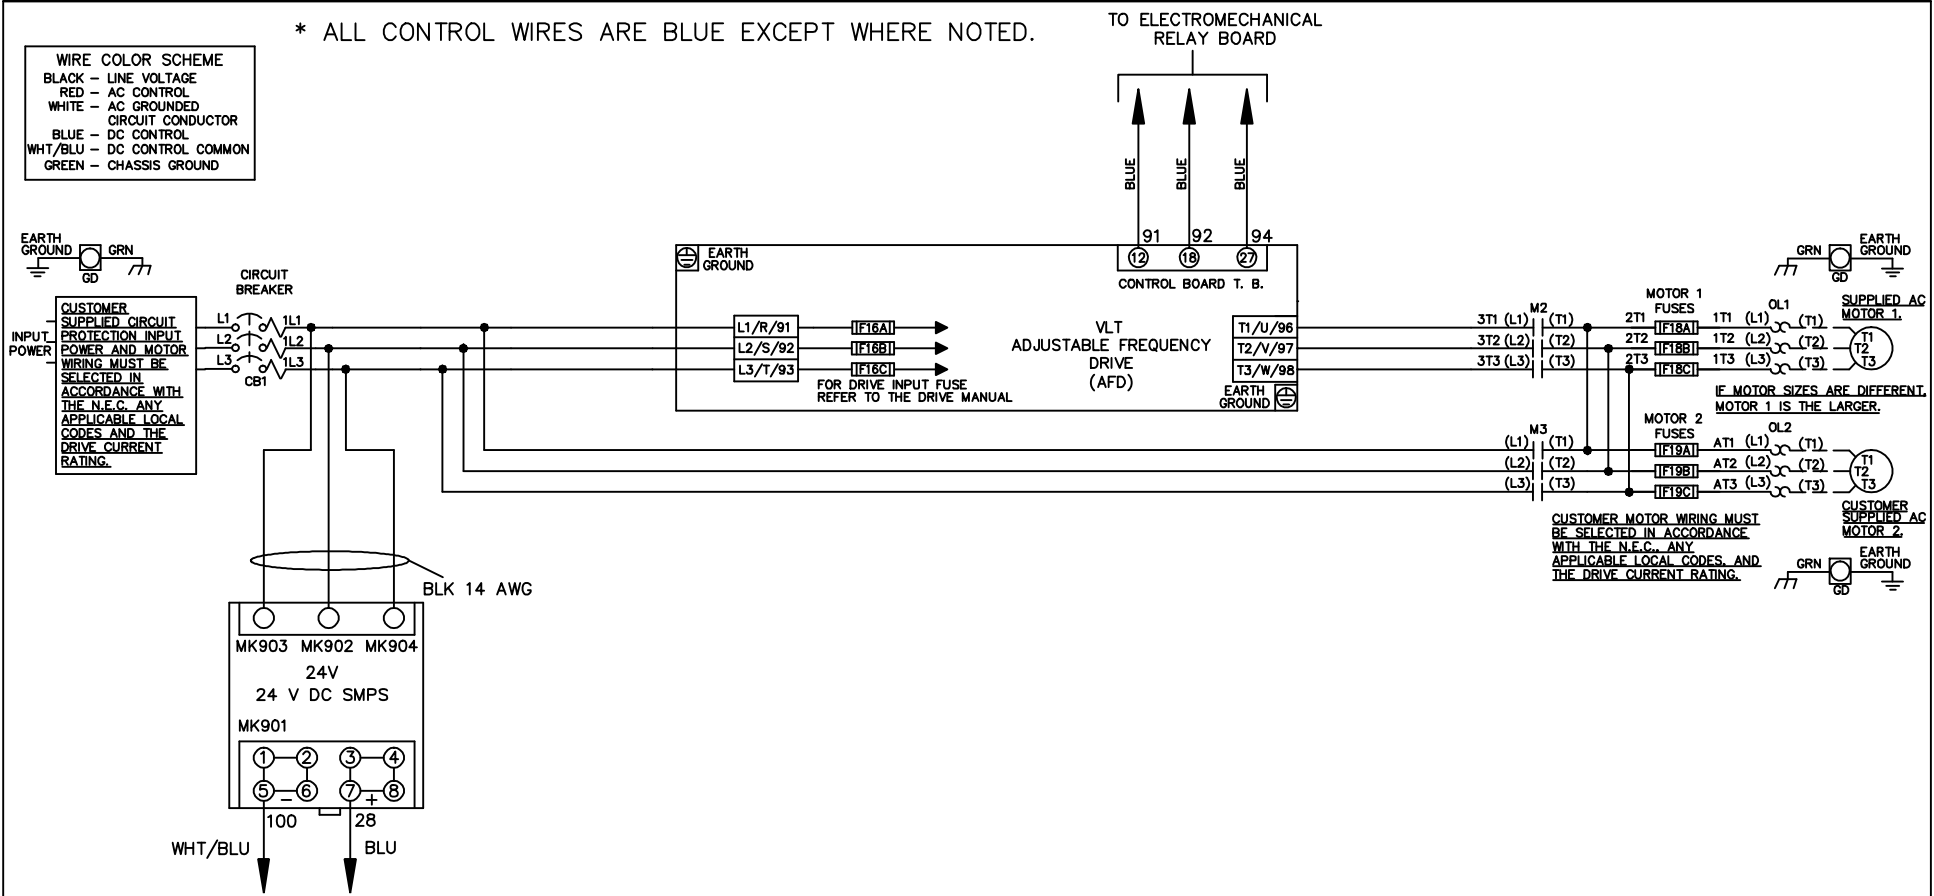 * ALL CONTROL WIRES ARE BLUE EXCEPT WHERE NOTED.
TO ELECTROMECHANICAL
RELAY BOARD
WIRE COLOR SCHEME
BLACK – LINE VOLTAGE
RED – AC CONTROL
WHITE – AC GROUNDED
CIRCUIT CONDUCTOR
BLUE – DC CONTROL
WHT/BLU – DC CONTROL COMMON
GREEN – CHASSIS GROUND
BLUE
BLUE
BLUE
91 92 94
12 18 27
CONTROL BOARD T. B.
EARTH
GROUND
GRN
GD
CIRCUIT
BREAKER
INPUT
POWER
CUSTOMER
SUPPLIED CIRCUIT
PROTECTION INPUT
POWER AND MOTOR
WIRING MUST BE
SELECTED IN
ACCORDANCE WITH
THE N.E.C. ANY
APPLICABLE LOCAL
CODES AND THE
DRIVE CURRENT
RATING.
L1 1L1
L2 1L2
L3 1L3
CB1
EARTH
GROUND
L1/R/91
L2/S/92
L3/T/93
F16A
F16B
F16C
FOR DRIVE INPUT FUSE
REFER TO THE DRIVE MANUAL
VLT
ADJUSTABLE FREQUENCY
DRIVE
(AFD)
T1/U/96
T2/V/97
T3/W/98
EARTH
GROUND
M2
3T1 (L1) (T1)
3T2 (L2) (T2)
3T3 (L3) (T3)
MOTOR 1
FUSES
2T1 F18A 1T1 (L1) (T1)
2T2 F18B 1T2 (L2) (T2)
2T3 F18C 1T3 (L3) (T3)
OL1
GRN
GD
EARTH
GROUND
SUPPLIED AC
MOTOR 1.
T1
T2
T3
IF MOTOR SIZES ARE DIFFERENT,
MOTOR 1 IS THE LARGER.
M3
(L1) (T1)
(L2) (T2)
(L3) (T3)
MOTOR 2
FUSES
F19A AT1 (L1) (T1)
F19B AT2 (L2) (T2)
F19C AT3 (L3) (T3)
OL2
T1
T2
T3
CUSTOMER
SUPPLIED AC
MOTOR 2.
CUSTOMER MOTOR WIRING MUST
BE SELECTED IN ACCORDANCE
WITH THE N.E.C., ANY
APPLICABLE LOCAL CODES, AND
THE DRIVE CURRENT RATING.
GRN
GD
EARTH
GROUND
BLK 14 AWG
MK903 MK902 MK904
24V
24 V DC SMPS
MK901
1 2 3 4
5 – 6 7 + 8
100 28
WHT/BLU BLU